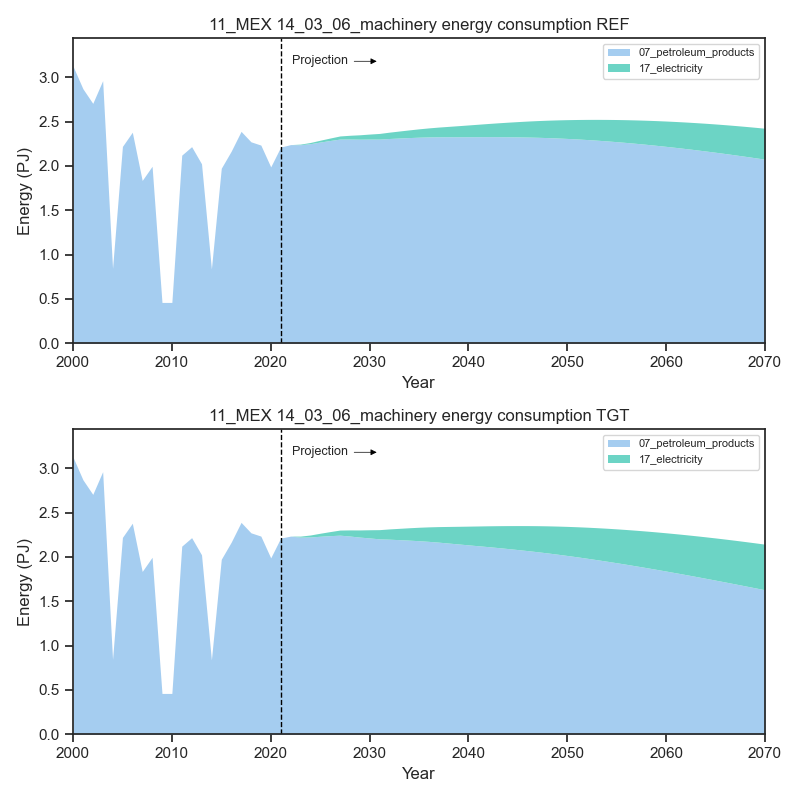 11_MEX 14_03_06_machinery energy consumption REF
Projection
07_petroleum_products
17_electricity
Energy (PJ)
3.0
2.5
2.0
1.5
1.0
0.5
0.0
2000 2010 2020 2030 2040 2050 2060 2070
Year
11_MEX 14_03_06_machinery energy consumption TGT
Projection
07_petroleum_products
17_electricity
Energy (PJ)
3.0
2.5
2.0
1.5
1.0
0.5
0.0
2000 2010 2020 2030 2040 2050 2060 2070
Year